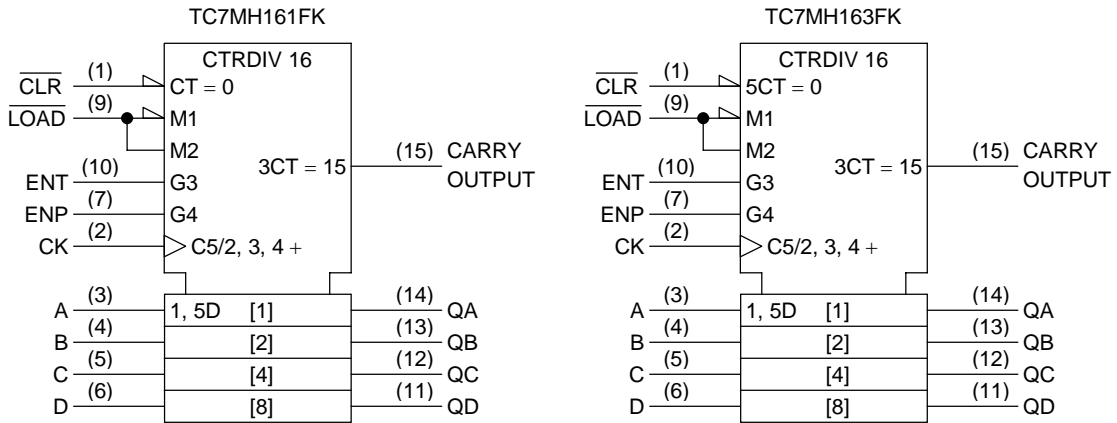 TC7MH161FK
CTRDIV 16
CLR (1) CT = 0
LOAD (9) M1
M2
3CT = 15 (15) CARRY OUTPUT
ENT (10) G3
ENP (7) G4
CK (2) C5/2, 3, 4 +
A (3) 1, 5D [1] (14) QA
B (4) [2] (13) QB
C (5) [4] (12) QC
D (6) [8] (11) QD
TC7MH163FK
CTRDIV 16
CLR (1) 5CT = 0
LOAD (9) M1
M2
3CT = 15 (15) CARRY OUTPUT
ENT (10) G3
ENP (7) G4
CK (2) C5/2, 3, 4 +
A (3) 1, 5D [1] (14) QA
B (4) [2] (13) QB
C (5) [4] (12) QC
D (6) [8] (11) QD